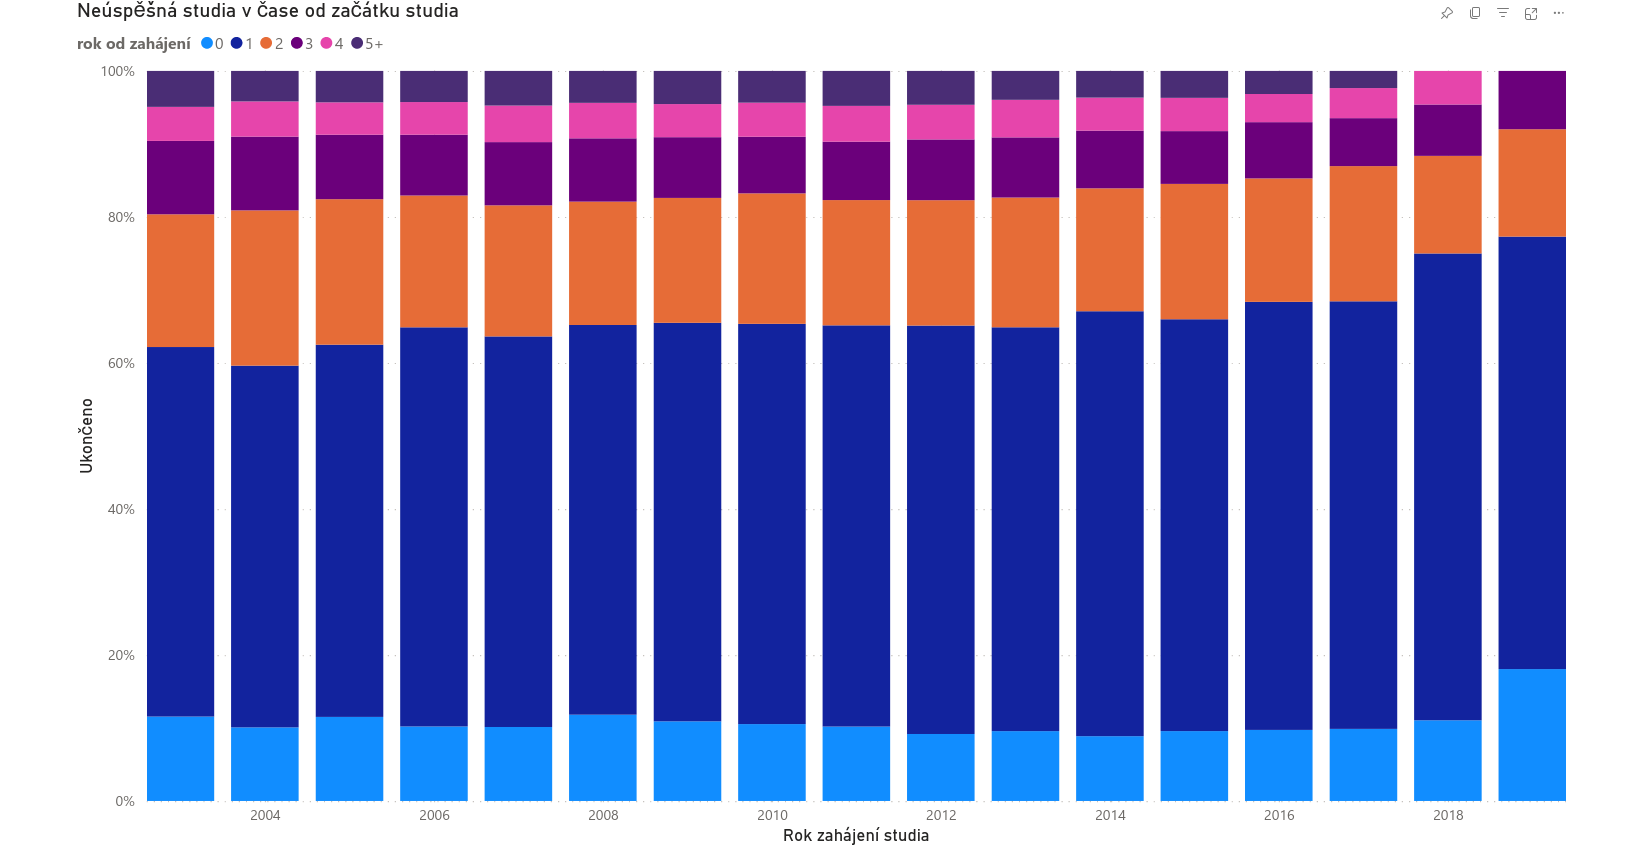 Neúspěšná studia v čase od začátku studia
rok od zahájení 0 1 2 3 4 5+
100%
80%
60%
40%
20%
0%
Ukončeno
2004 2006 2008 2010 2012 2014 2016 2018
Rok zahájení studia